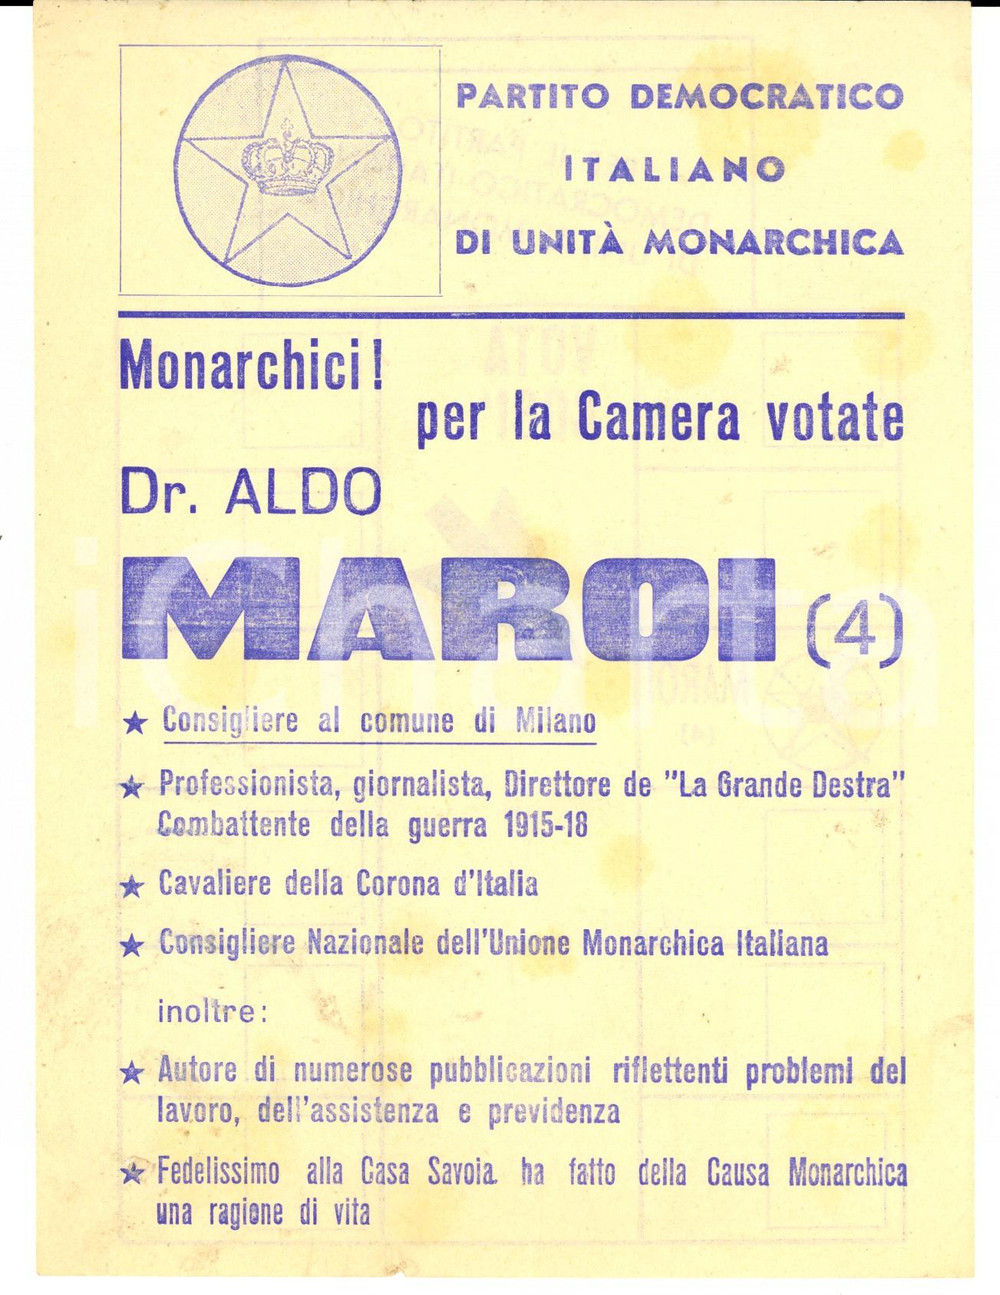 PARTITO DEMOCRATICO
ITALIANO
DI UNITÀ MONARCHICA
Monarchici!
per la Camera votate
Dr. ALDO
MAROI (4)
★ Consigliere al comune di Milano
★ Professionista, giornalista, Direttore de "La Grande Destra"
Combattente della guerra 1915-18
★ Cavaliere della Corona d'Italia
★ Consigliere Nazionale dell'Unione Monarchica Italiana
inoltre:
★ Autore di numerose pubblicazioni riflettenti problemi del
lavoro, dell'assistenza e previdenza
★ Fedelissimo alla Casa Savoia ha fatto della Causa Monarchica
una ragione di vita
iCharta